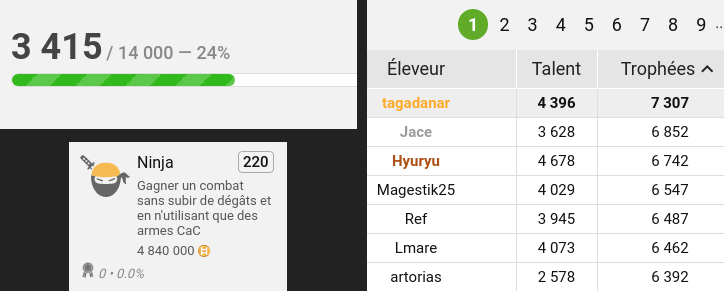 3 415 / 14 000 — 24%
Ninja 220
Gagner un combat
sans subir de dégâts et
en n'utilisant que des
armes CaC
4 840 000
0 • 0.0%
1 2 3 4 5 6 7 8 9 ..
Éleveur Talent Trophées
tagadanar 4 396 7 307
Jace 3 628 6 852
Hyuryu 4 678 6 742
Magestik25 4 029 6 547
Ref 3 945 6 487
Lmare 4 073 6 462
artorias 2 578 6 392